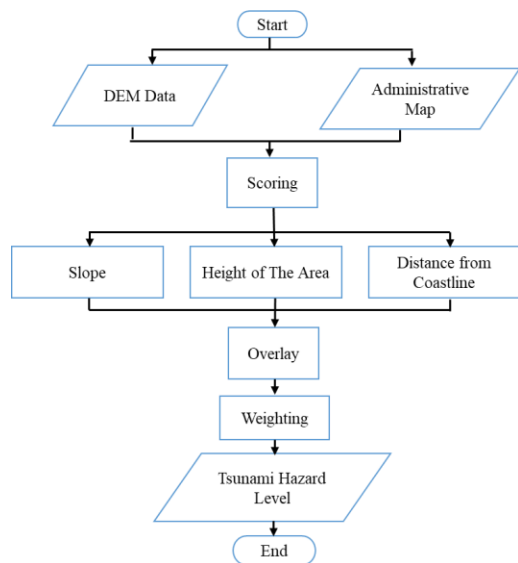 Start
DEM Data
Administrative
Map
Scoring
Slope
Height of The Area
Distance from
Coastline
Overlay
Weighting
Tsunami Hazard
Level
End